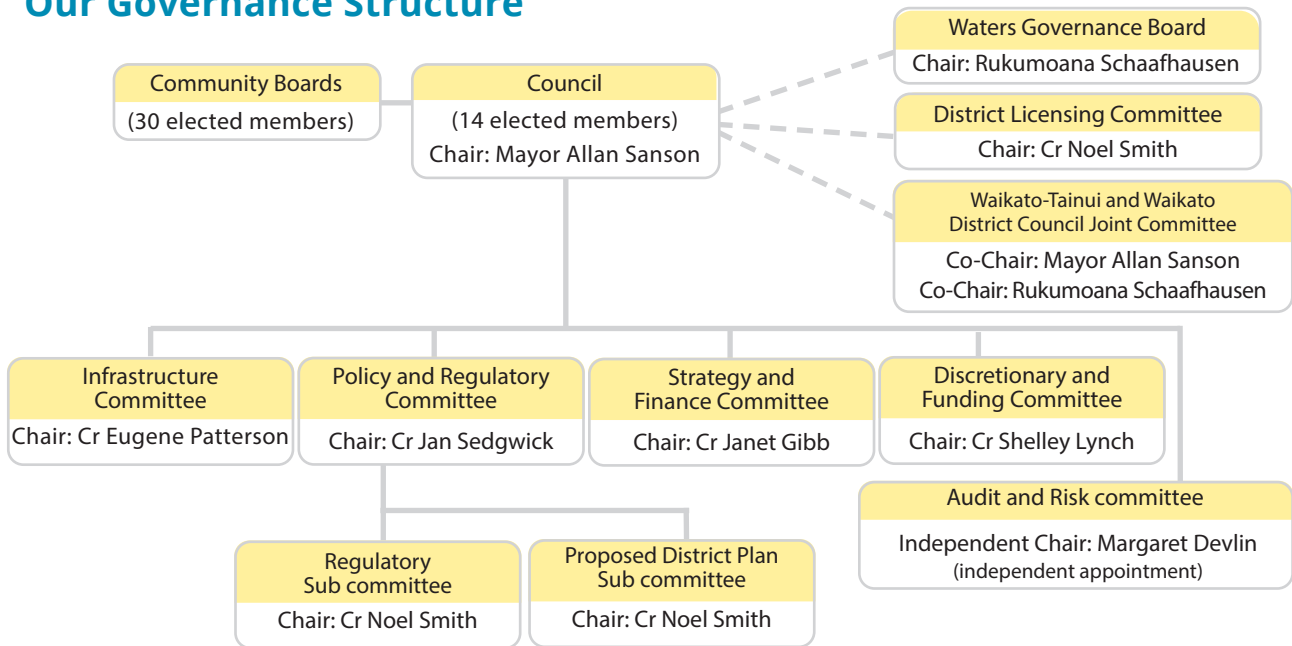 Our Governance Structure
Community Boards
(30 elected members)
Council
(14 elected members)
Chair: Mayor Allan Sanson
Waters Governance Board
Chair: Rukumoana Schaafhausen
District Licensing Committee
Chair: Cr Noel Smith
Waikato-Tainui and Waikato
District Council Joint Committee
Co-Chair: Mayor Allan Sanson
Co-Chair: Rukumoana Schaafhausen
Infrastructure
Committee
Chair: Cr Eugene Patterson
Policy and Regulatory
Committee
Chair: Cr Jan Sedgwick
Strategy and
Finance Committee
Chair: Cr Janet Gibb
Discretionary and
Funding Committee
Chair: Cr Shelley Lynch
Audit and Risk committee
Independent Chair: Margaret Devlin
(independent appointment)
Regulatory
Sub committee
Chair: Cr Noel Smith
Proposed District Plan
Sub committee
Chair: Cr Noel Smith